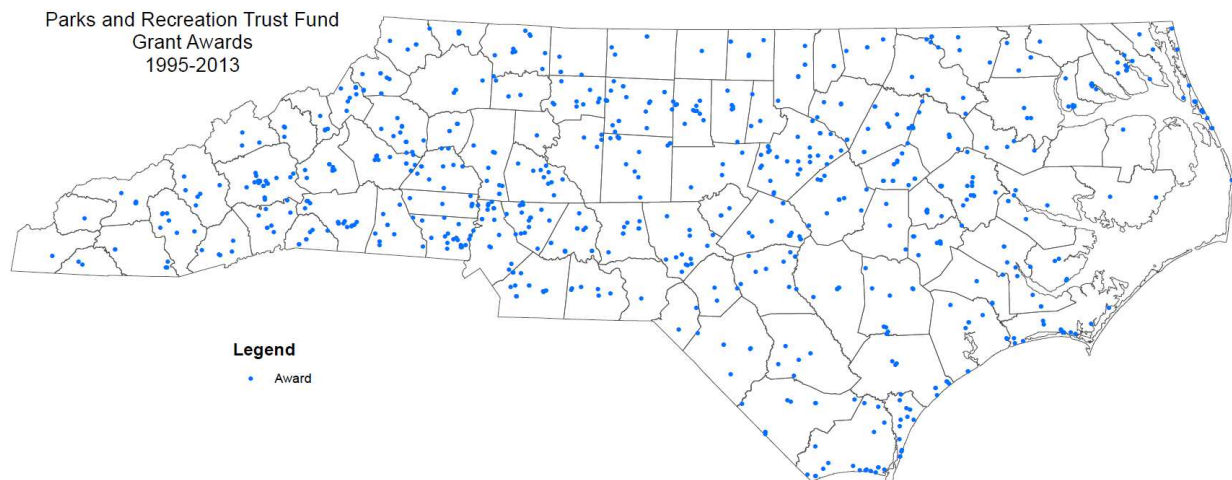 Parks and Recreation Trust Fund
Grant Awards
1995-2013
Legend
Award